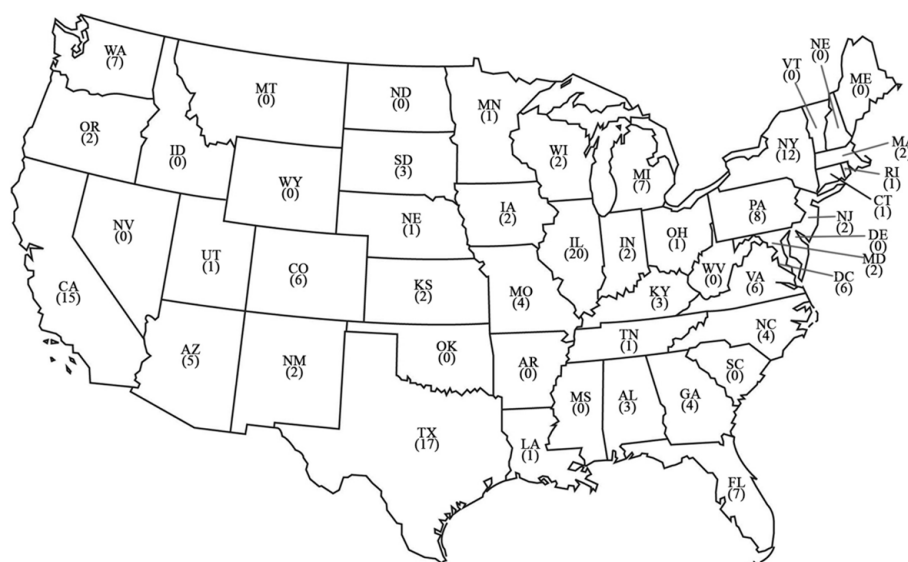 WA
(7)
OR
(2)
CA
(15)
NV
(0)
ID
(0)
MT
(0)
WY
(0)
UT
(1)
AZ
(5)
CO
(6)
NM
(2)
ND
(0)
SD
(3)
NE
(1)
KS
(2)
OK
(0)
TX
(17)
MN
(1)
IA
(2)
MO
(4)
AR
(0)
LA
(1)
WI
(2)
IL
(20)
MI
(7)
IN
(2)
OH
(1)
KY
(3)
TN
(1)
MS
(0)
AL
(3)
GA
(4)
FL
(7)
SC
(0)
NC
(4)
VA
(6)
WV
(0)
PA
(8)
NY
(12)
VT
(0)
NE
(0)
ME
(0)
MA
(2)
RI
(1)
CT
(1)
NJ
(2)
DE
(0)
MD
(2)
DC
(6)